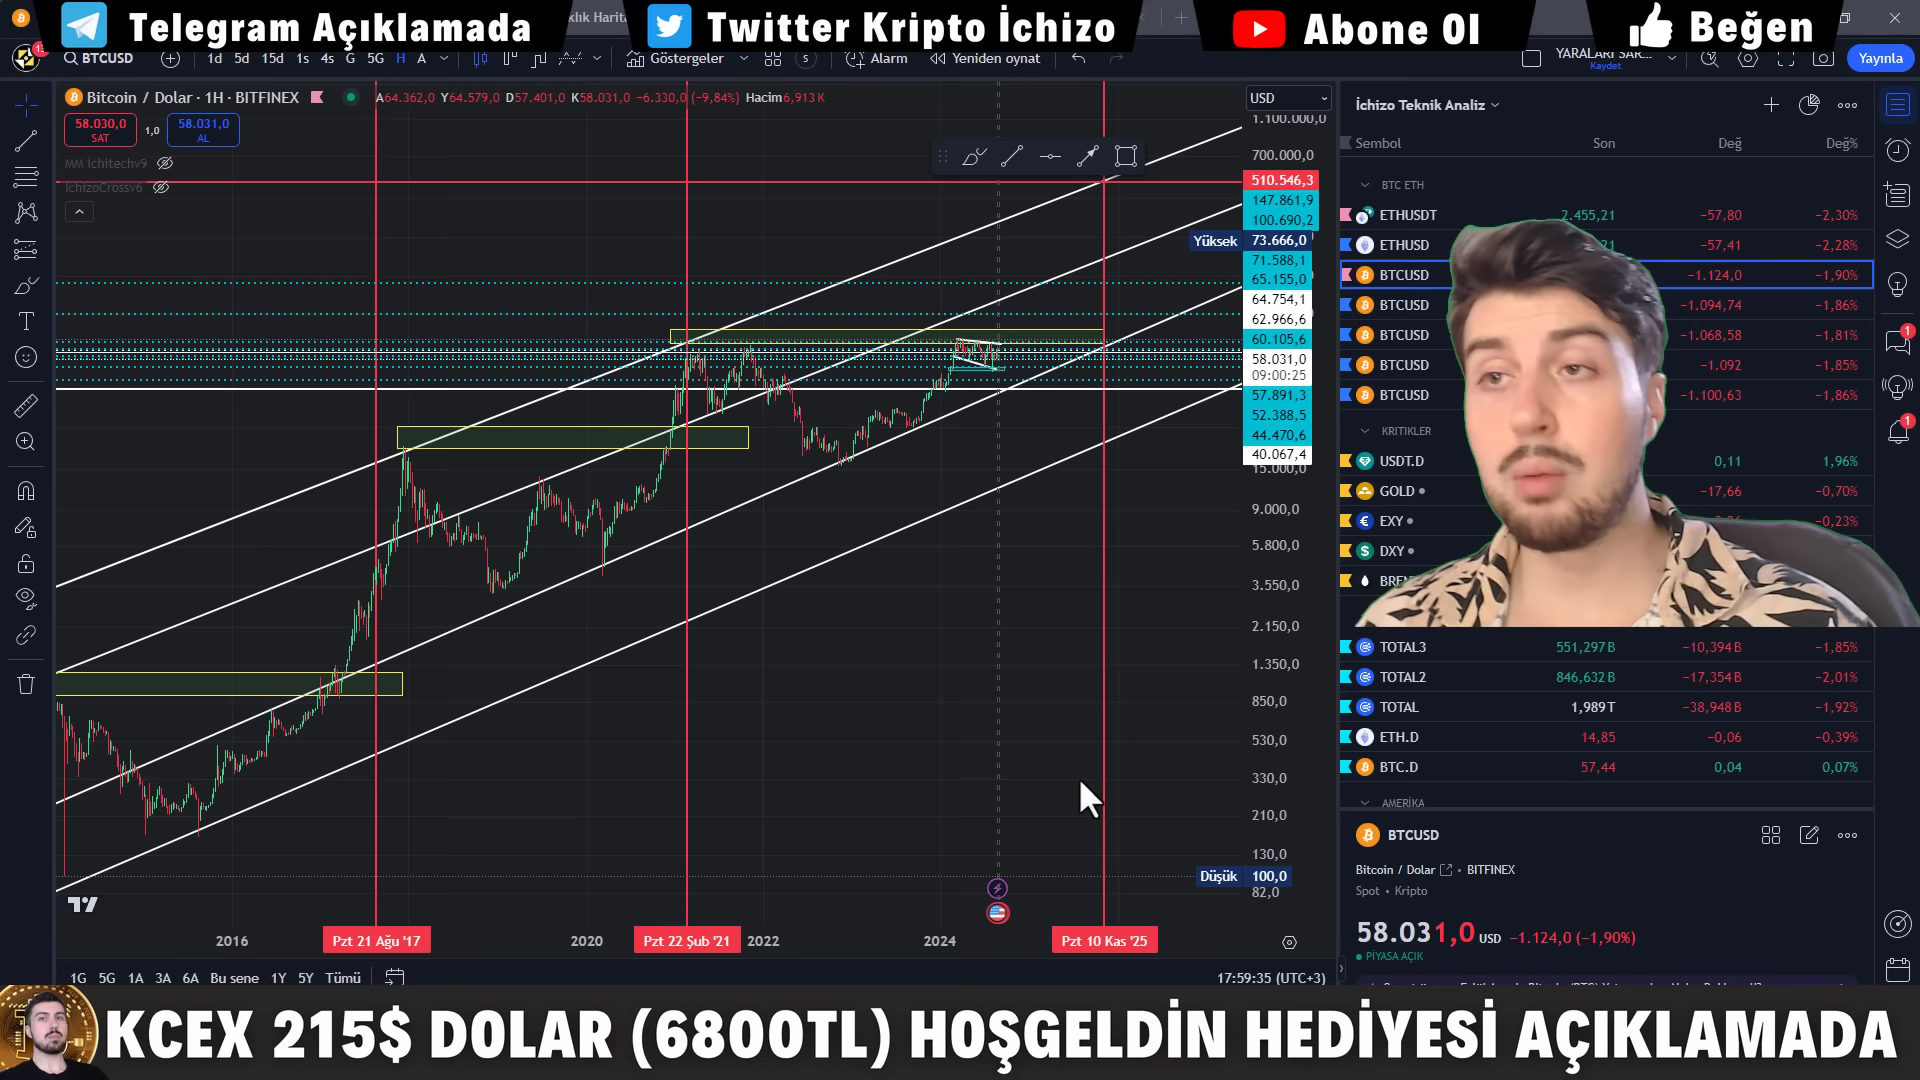 Telegram Açıklamada
Twitter Kripto İchizo
Abone Ol
Beğen
BTCUSD
1d 5d 15d 1s 4s G 5G H A
Göstergeler
Alarm
Yeniden oynat
Kaydet
Yayınla
Bitcoin / Dolar · 1H · BITFINEX
A64.362,0 Y64.579,0 D57.401,0 K58.031,0 −6.330,0 (−9,84%) Hacim6,913 K
USD
58.030,0
SAT
1,0
58.031,0
AL
MM İchitechv9
IchizoCrossv6
1.100.000,0
700.000,0
510.546,3
147.861,9
100.690,2
Yüksek 73.666,0
71.588,1
65.155,0
64.754,1
62.966,6
60.105,6
58.031,0
09:00:25
57.891,3
52.388,5
44.470,6
40.067,4
15.000,0
9.000,0
5.800,0
3.550,0
2.150,0
1.350,0
850,0
530,0
330,0
210,0
130,0
Düşük 100,0
82,0
2016
Pzt 21 Ağu '17
2020
Pzt 22 Şub '21
2022
2024
Pzt 10 Kas '25
1G 5G 1A 3A 6A Bu sene 1Y 5Y Tümü
17:59:35 (UTC+3)
İchizo Teknik Analiz
Sembol Son Değ Değ%
BTC ETH
ETHUSDT 2.455,21 −57,80 −2,30%
ETHUSD −57,41 −2,28%
BTCUSD −1.124,0 −1,90%
BTCUSD −1.094,74 −1,86%
BTCUSD −1.068,58 −1,81%
BTCUSD −1.092 −1,85%
BTCUSD −1.100,63 −1,86%
KRITIKLER
USDT.D 0,11 1,96%
GOLD −17,66 −0,70%
EXY −0,23%
DXY
TOTAL3 551,297 B −10,394 B −1,85%
TOTAL2 846,632 B −17,354 B −2,01%
TOTAL 1,989 T −38,948 B −1,92%
ETH.D 14,85 −0,06 −0,39%
BTC.D 57,44 0,04 0,07%
AMERİKA
BTCUSD
Bitcoin / Dolar • BITFINEX
Spot • Kripto
58.031,0 USD −1.124,0 (−1,90%)
PİYASA AÇIK
KCEX 215$ DOLAR (6800TL) HOŞGELDİN HEDİYESİ AÇIKLAMADA